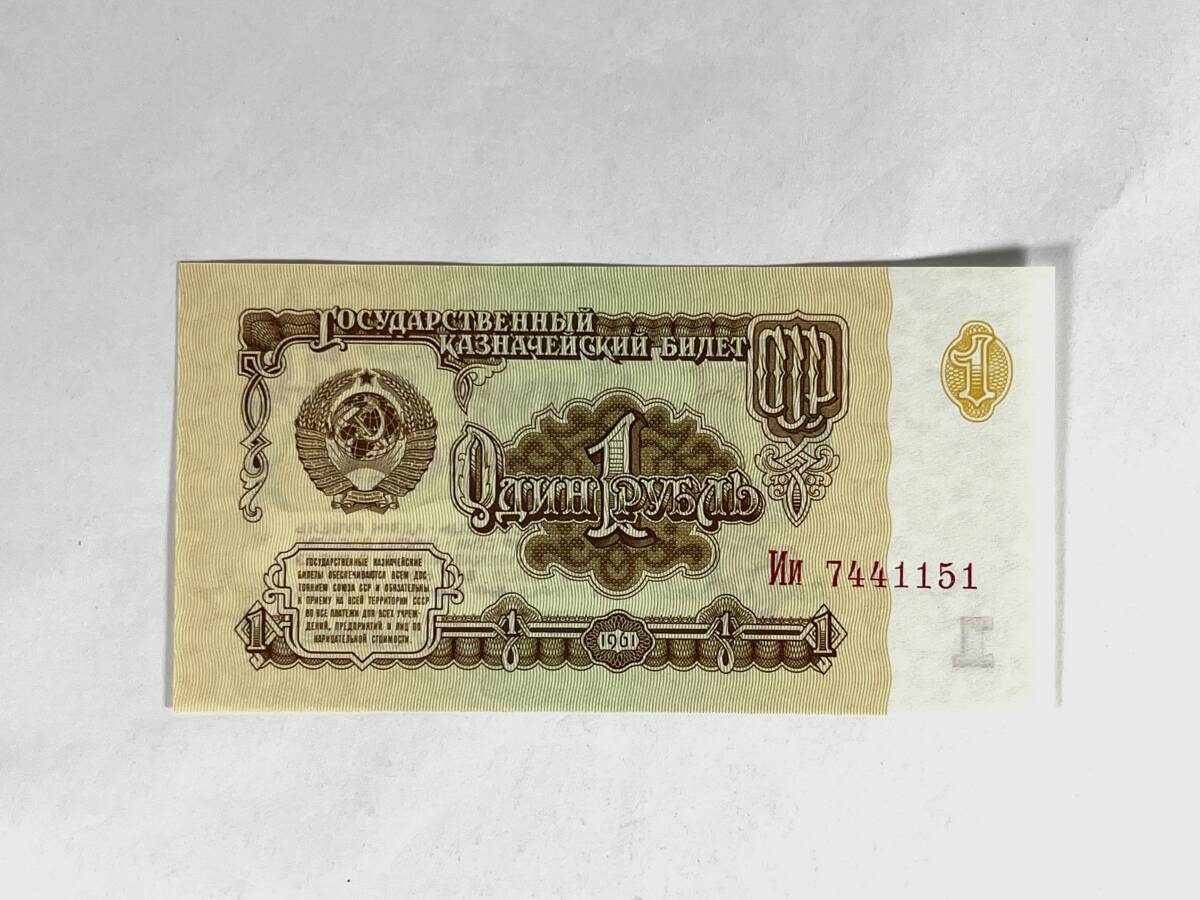 ГОСУДАРСТВЕННЫЙ
КАЗНАЧЕЙСКИЙ БИЛЕТ
СССР
1
1
ОДИН РУБЛЬ
Ии 7441151
ГОСУДАРСТВЕННЫЕ КАЗНАЧЕЙСКИЕ
БИЛЕТЫ ОБЕСПЕЧИВАЮТСЯ ВСЕМ ДОС-
ТОЯНИЕМ СОЮЗА ССР И ОБЯЗАТЕЛЬНЫ
К ПРИЕМУ НА ВСЕЙ ТЕРРИТОРИИ СССР
ВО ВСЕ ПЛАТЕЖИ ДЛЯ ВСЕХ УЧРЕЖ-
ДЕНИЙ, ПРЕДПРИЯТИЙ И ЛИЦ ПО
НАРИЦАТЕЛЬНОЙ СТОИМОСТИ.
1 1 1961 1 1